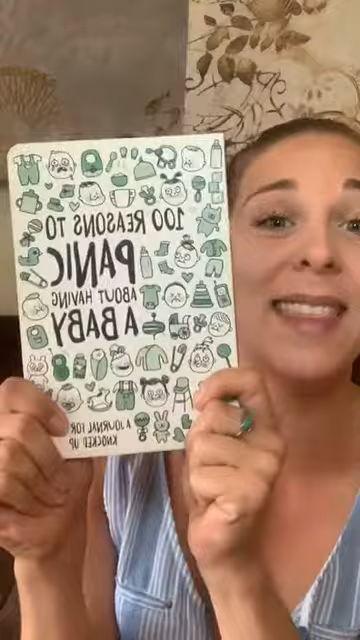 100 REASONS TO
PANIC
ABOUT HAVING
A BABY
A JOURNAL FOR
KNOCKED UP